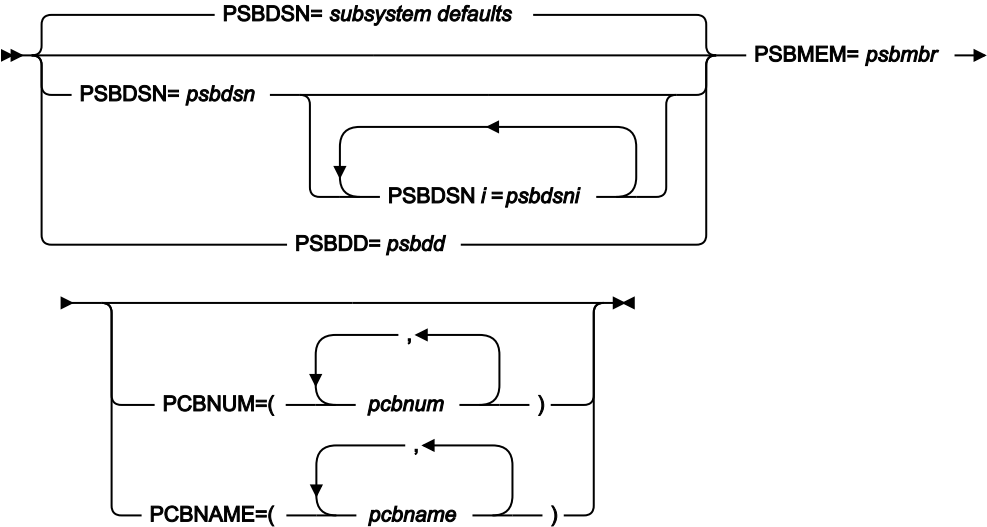 PSBDSN= subsystem defaults
PSBMEM= psbmbr
PSBDSN= psbdsn
PSBDSN i =psbdsni
PSBDD= psbdd
,
PCBNUM=( pcbnum )
,
PCBNAME=( pcbname )